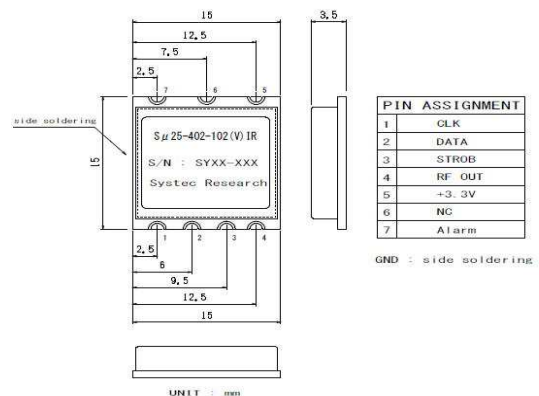 15
12.5
7.5
2.5
3.5
7 6 5
side soldering
15
Sμ25-402-102(V)IR
S/N : SYXX-XXX
Systec Research
1 2 3 4
2.5
6
9.5
12.5
15
UNIT : mm
PIN ASSIGNMENT
1 CLK
2 DATA
3 STROB
4 RF OUT
5 +3.3V
6 NC
7 Alarm
GND : side soldering